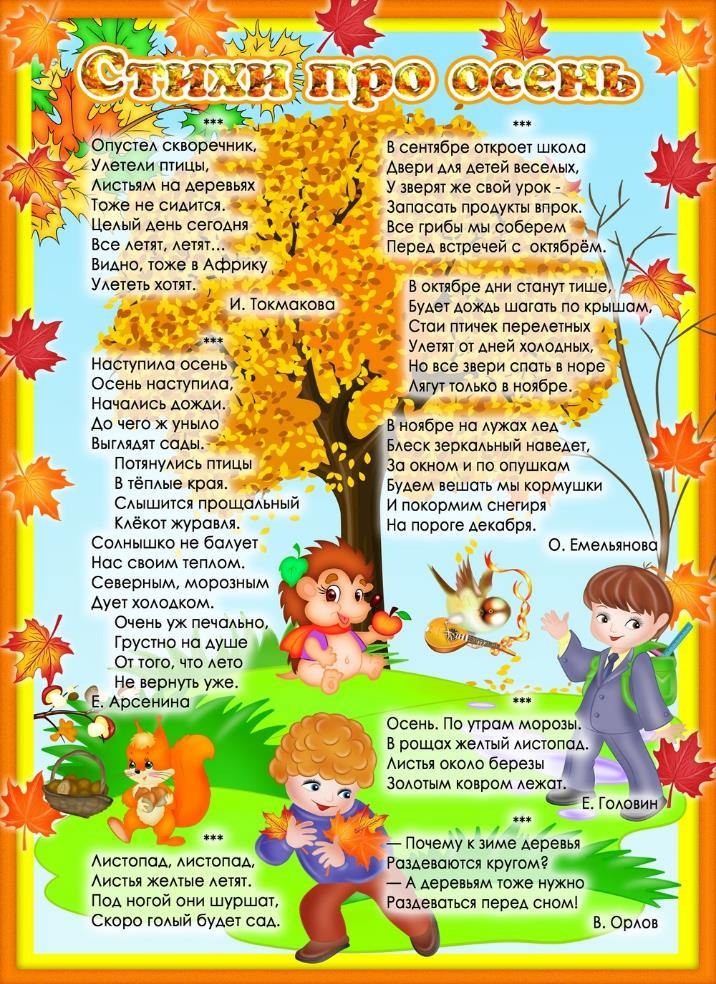 Стихи про осень
***
Опустел скворечник,
Улетели птицы,
Листьям на деревьях
Тоже не сидится.
Целый день сегодня
Все летят, летят...
Видно, тоже в Африку
Улететь хотят.
И. Токмакова
***
Наступила осень
Осень наступила,
Начались дожди.
До чего ж уныло
Выглядят сады.
Потянулись птицы
В тёплые края.
Слышится прощальный
Клёкот журавля.
Солнышко не балует
Нас своим теплом.
Северным, морозным
Дует холодком.
Очень уж печально,
Грустно на душе
От того, что лето
Не вернуть уже.
Е. Арсенина
***
Листопад, листопад,
Листья желтые летят.
Под ногой они шуршат,
Скоро голый будет сад.
***
В сентябре откроет школа
Двери для детей веселых,
У зверят же свой урок -
Запасать продукты впрок.
Все грибы мы соберем
Перед встречей с октябрём.
В октябре дни станут тише,
Будет дождь шагать по крышам,
Стаи птичек перелетных
Улетят от дней холодных,
Но все звери спать в норе
Лягут только в ноябре.
В ноябре на лужах лед
Блеск зеркальный наведет,
За окном и по опушкам
Будем вешать мы кормушки
И покормим снегиря
На пороге декабря.
О. Емельянова
***
Осень. По утрам морозы.
В рощах желтый листопад.
Листья около березы
Золотым ковром лежат.
Е. Головин
***
— Почему к зиме деревья
Раздеваются кругом?
— А деревьям тоже нужно
Раздеваться перед сном!
В. Орлов